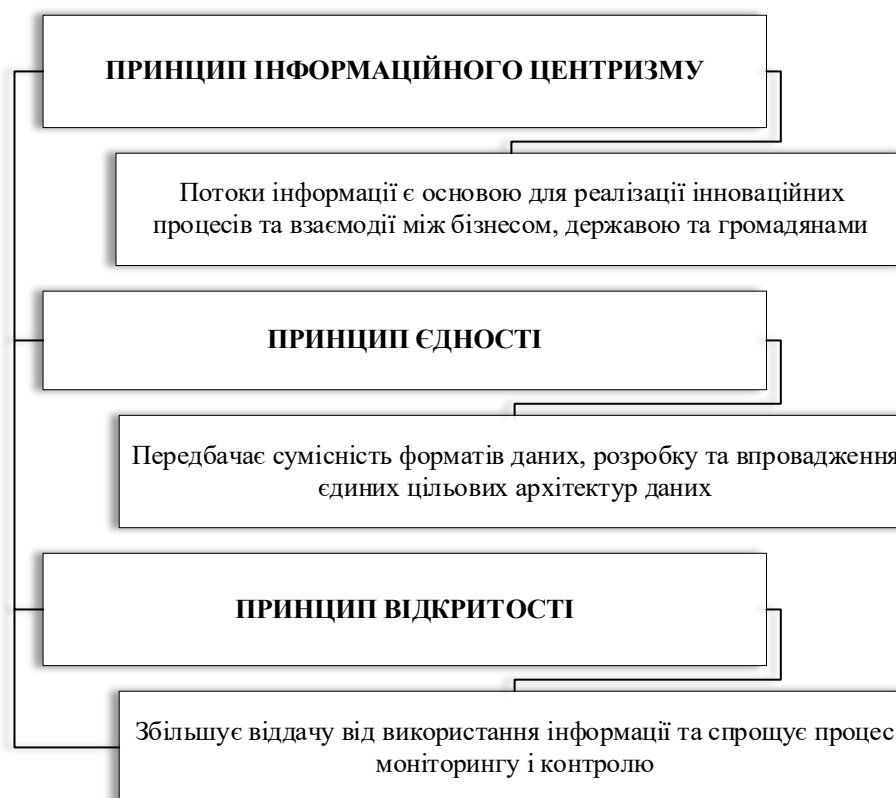 ПРИНЦИП ІНФОРМАЦІЙНОГО ЦЕНТРИЗМУ
Потоки інформації є основою для реалізації інноваційних
процесів та взаємодії між бізнесом, державою та громадянами
ПРИНЦИП ЄДНОСТІ
Передбачає сумісність форматів даних, розробку та впровадження
єдиних цільових архітектур даних
ПРИНЦИП ВІДКРИТОСТІ
Збільшує віддачу від використання інформації та спрощує процес
моніторингу і контролю